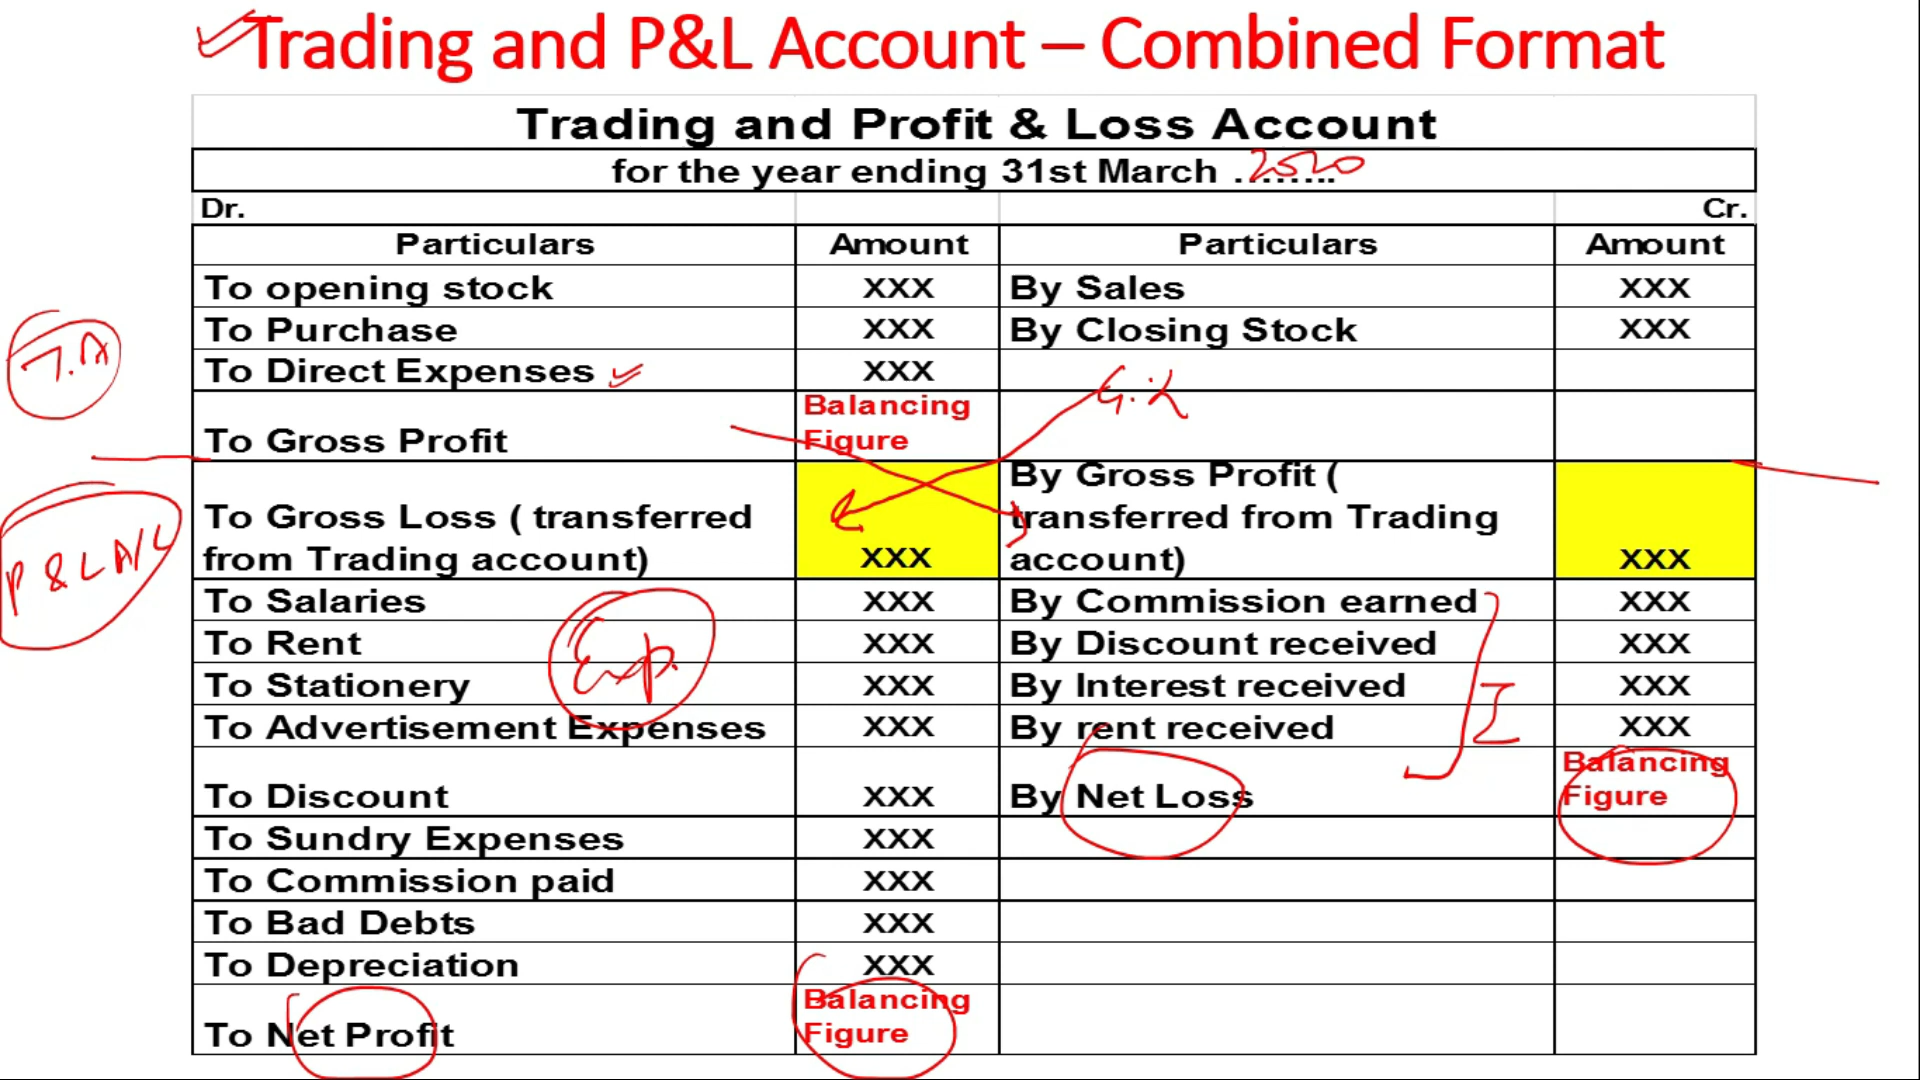 Trading and P&L Account – Combined Format
Trading and Profit & Loss Account
for the year ending 31st March ........ 2020
Dr. Cr.
Particulars Amount Particulars Amount
To opening stock XXX By Sales XXX
To Purchase XXX By Closing Stock XXX
T.A
To Direct Expenses XXX
G.L
To Gross Profit Balancing Figure
P & L A/c
To Gross Loss ( transferred from Trading account) XXX By Gross Profit ( transferred from Trading account) XXX
To Salaries XXX By Commission earned XXX
To Rent XXX By Discount received XXX
Exp.
To Stationery XXX By Interest received XXX
I
To Advertisement Expenses XXX By rent received XXX
To Discount XXX By Net Loss Balancing Figure
To Sundry Expenses XXX
To Commission paid XXX
To Bad Debts XXX
To Depreciation XXX
To Net Profit Balancing Figure